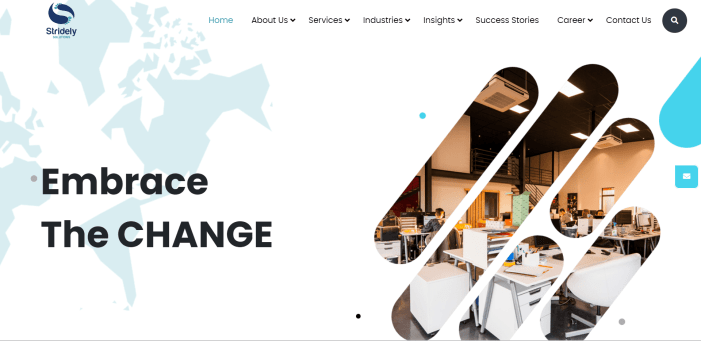 Stridely
SOLUTIONS
Home About Us Services Industries Insights Success Stories Career Contact Us
Embrace
The CHANGE